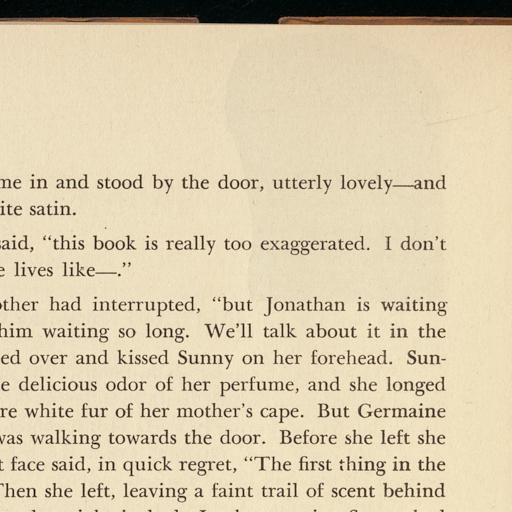 me in and stood by the door, utterly lovely—and
ite satin.
said, “this book is really too exaggerated. I don’t
e lives like—.”
other had interrupted, “but Jonathan is waiting
him waiting so long. We’ll talk about it in the
ed over and kissed Sunny on her forehead. Sun-
e delicious odor of her perfume, and she longed
re white fur of her mother’s cape. But Germaine
was walking towards the door. Before she left she
t face said, in quick regret, “The first thing in the
Then she left, leaving a faint trail of scent behind